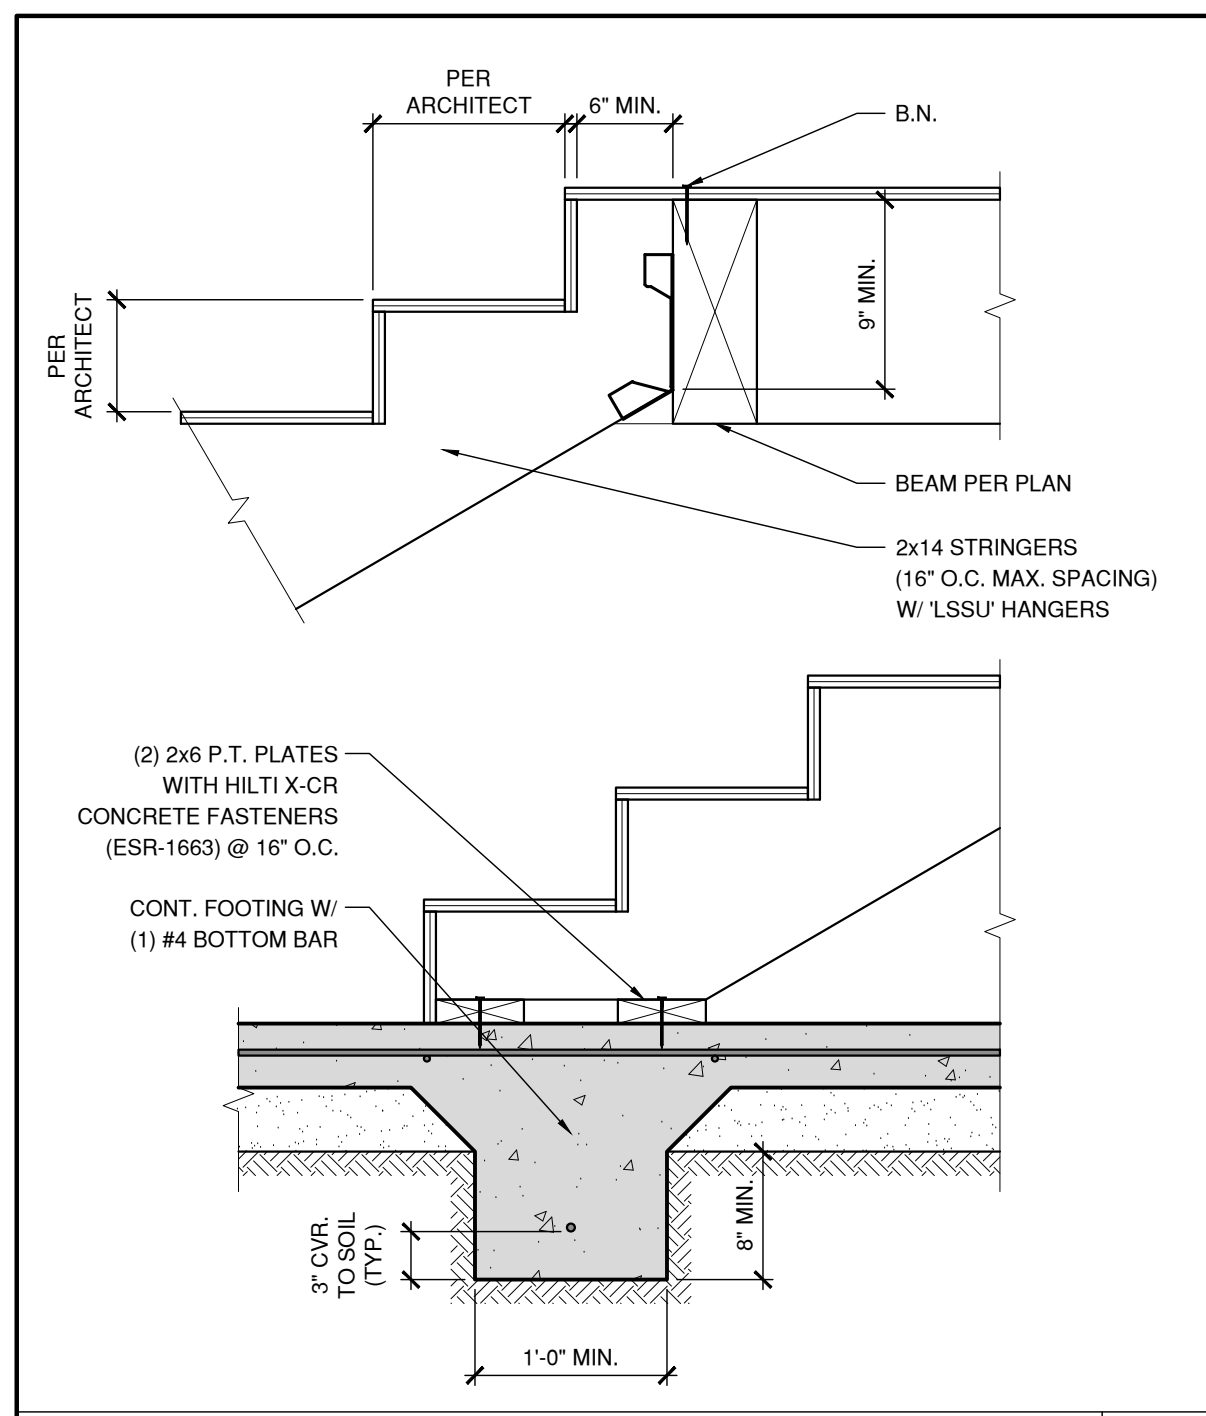 PER
ARCHITECT
6" MIN.
B.N.
PER
ARCHITECT
9" MIN.
BEAM PER PLAN
2x14 STRINGERS
(16" O.C. MAX. SPACING)
W/ 'LSSU' HANGERS
(2) 2x6 P.T. PLATES
WITH HILTI X-CR
CONCRETE FASTENERS
(ESR-1663) @ 16" O.C.
CONT. FOOTING W/
(1) #4 BOTTOM BAR
3" CVR.
TO SOIL
(TYP.)
8" MIN.
1'-0" MIN.